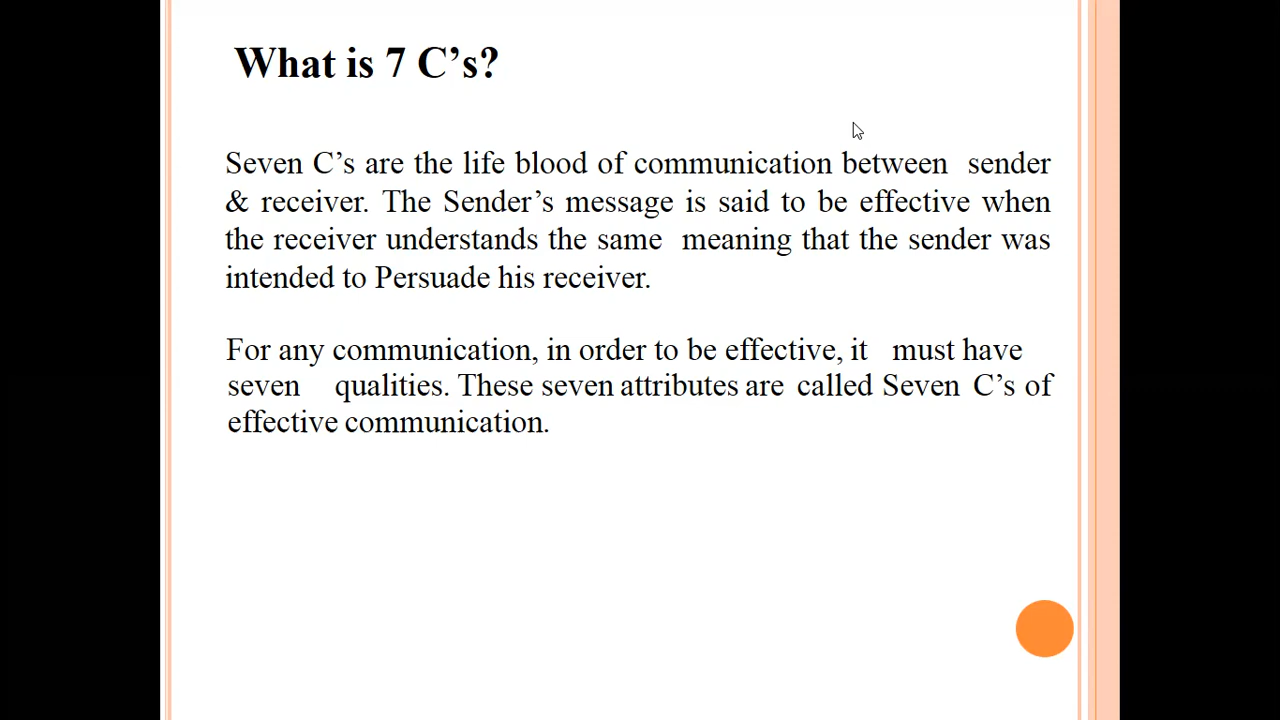 What is 7 C’s?
Seven C’s are the life blood of communication between sender
& receiver. The Sender’s message is said to be effective when
the receiver understands the same meaning that the sender was
intended to Persuade his receiver.
For any communication, in order to be effective, it must have
seven qualities. These seven attributes are called Seven C’s of
effective communication.